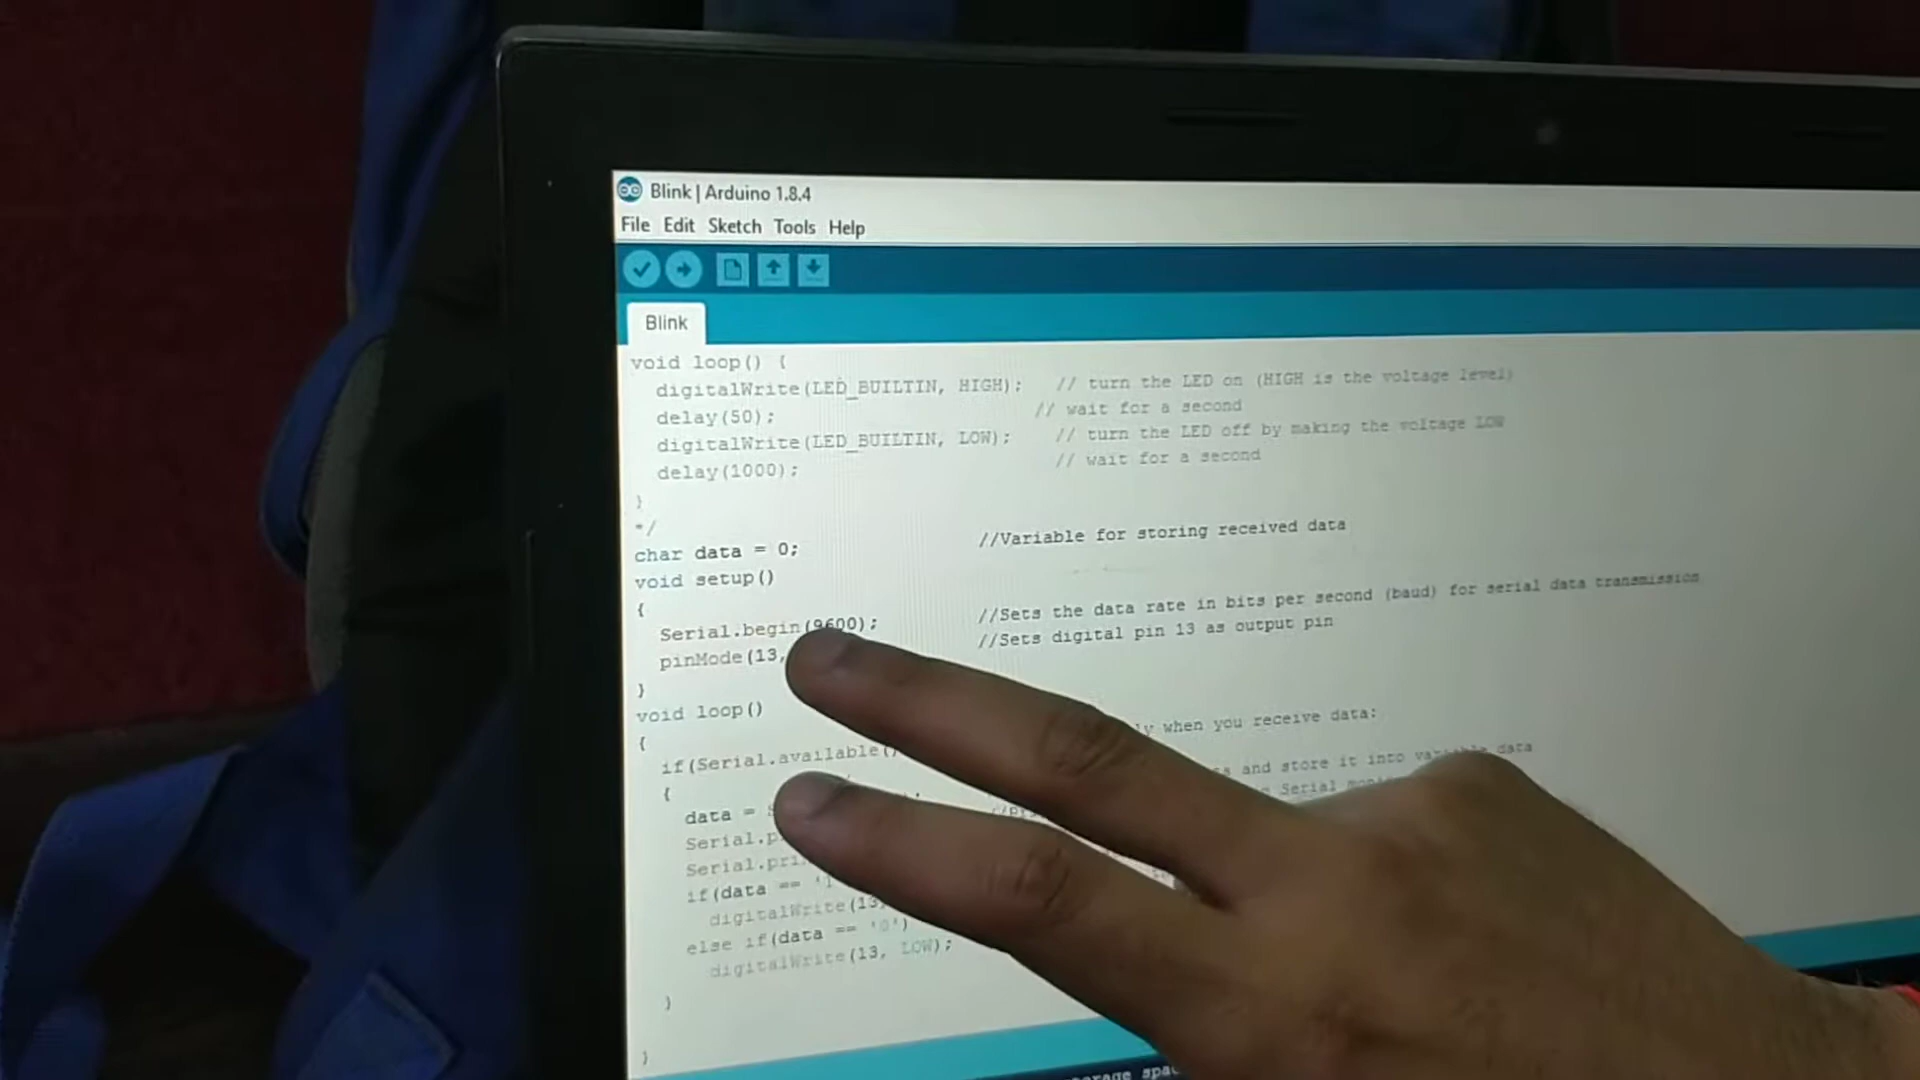 Blink | Arduino 1.8.4
File Edit Sketch Tools Help
Blink
void loop() {
digitalWrite(LED_BUILTIN, HIGH); // turn the LED on (HIGH is the voltage level)
delay(50); // wait for a second
digitalWrite(LED_BUILTIN, LOW); // turn the LED off by making the voltage LOW
delay(1000); // wait for a second
}
*/
char data = 0; //Variable for storing received data
void setup()
{
Serial.begin(9600); //Sets the data rate in bits per second (baud) for serial data transmission
pinMode(13, //Sets digital pin 13 as output pin
}
void loop()
{
if(Serial.available() when you receive data:
{
data = and store it into variable data
Serial. Serial
Serial.
if(data ==
digitalWrite(13,
else if(data == '0')
digitalWrite(13, LOW);
}
}